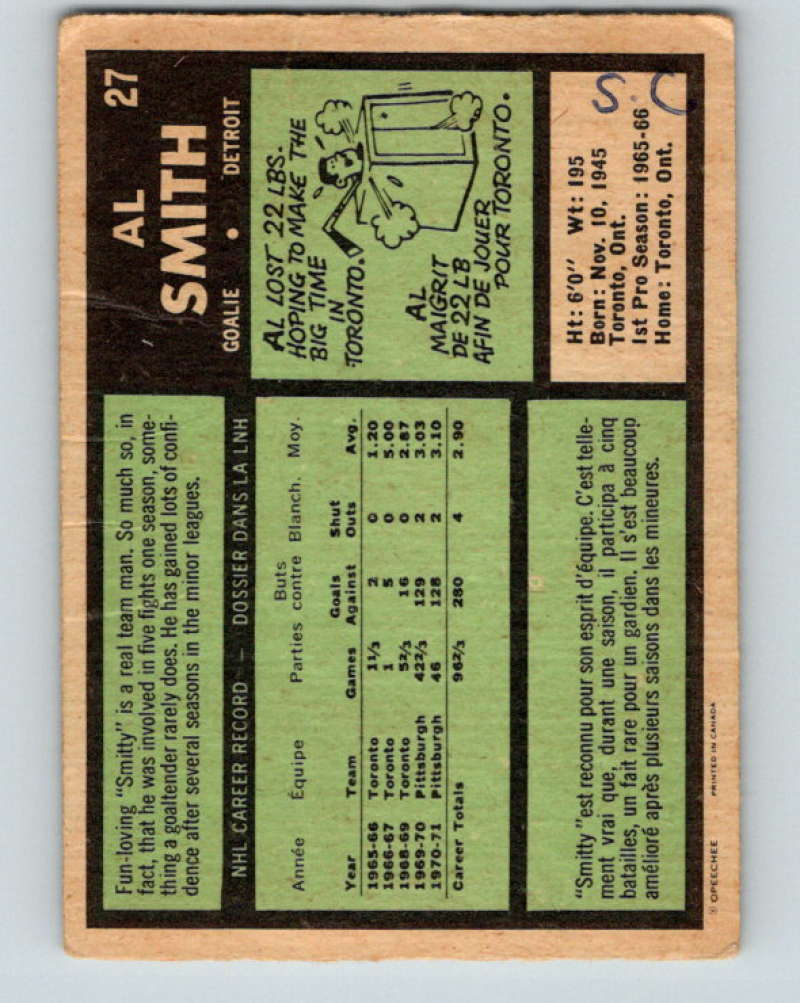 AL 27
SMITH
GOALIE • DETROIT
Fun-loving "Smitty" is a real team man. So much so, in
fact, that he was involved in five fights one season, some-
thing a goaltender rarely does. He has gained lots of confi-
dence after several seasons in the minor leagues.
AL LOST 22 LBS.
HOPING TO MAKE THE
BIG TIME
IN
TORONTO.
AL
MAIGRIT
DE 22 LB
AFIN DE JOUER
POUR TORONTO.
S. C
Ht: 6'0" Wt: 195
Born: Nov. 10, 1945
Toronto, Ont.
1st Pro Season: 1965-66
Home: Toronto, Ont.
NHL CAREER RECORD — DOSSIER DANS LA LNH
Buts
Année Équipe Parties contre Blanch. Moy.
Goals Shut
Year Team Games Against Outs Avg.
1965-66 Toronto 1 1/3 2 0 1.20
1966-67 Toronto 1 5 0 5.00
1968-69 Toronto 5 2/3 16 0 2.87
1969-70 Pittsburgh 42 2/3 129 2 3.03
1970-71 Pittsburgh 46 128 2 3.10
Career Totals 96 2/3 280 4 2.90
"Smitty" est reconnu pour son esprit d'équipe. C'est telle-
ment vrai que, durant une saison, il participa à cinq
batailles, un fait rare pour un gardien. Il s'est beaucoup
amélioré après plusieurs saisons dans les mineures.
© OPEECHEE PRINTED IN CANADA